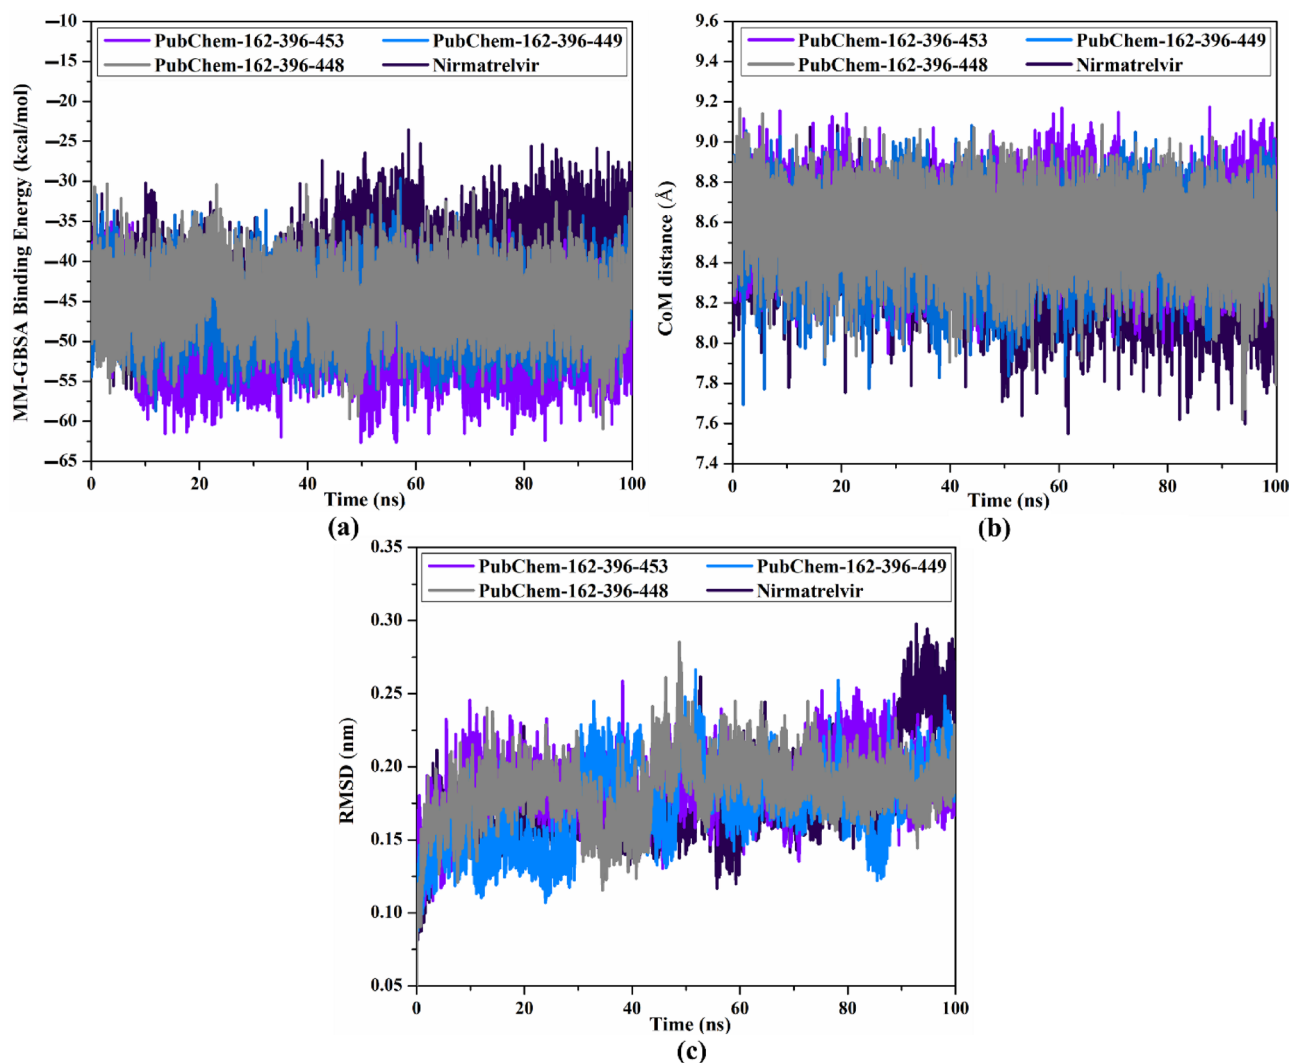 −10
−15
−20
−25
−30
−35
−40
−45
−50
−55
−60
−65
MM-GBSA Binding Energy (kcal/mol)
PubChem-162-396-453 PubChem-162-396-449
PubChem-162-396-448 Nirmatrelvir
0 20 40 60 80 100
Time (ns)
(a)
9.6
9.4
9.2
9.0
8.8
8.6
8.4
8.2
8.0
7.8
7.6
7.4
CoM distance (Å)
PubChem-162-396-453 PubChem-162-396-449
PubChem-162-396-448 Nirmatrelvir
0 20 40 60 80 100
Time (ns)
(b)
0.35
0.30
0.25
0.20
0.15
0.10
0.05
RMSD (nm)
PubChem-162-396-453 PubChem-162-396-449
PubChem-162-396-448 Nirmatrelvir
0 20 40 60 80 100
Time (ns)
(c)